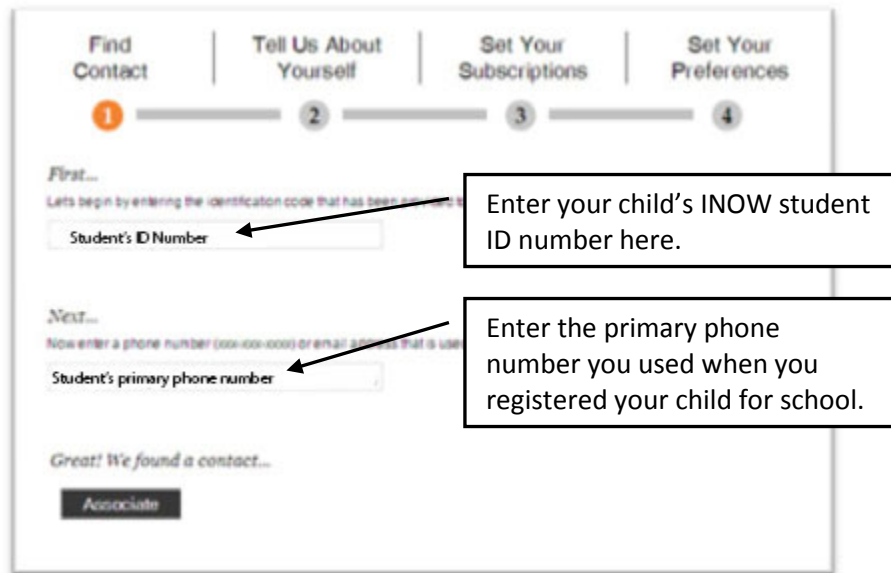 Find Contact
Tell Us About Yourself
Set Your Subscriptions
Set Your Preferences
1
2
3
4
First...
Lets begin by entering the identification code that has been provided
Student's ID Number
Enter your child's INOW student
ID number here.
Next...
Now enter a phone number (xxx-xxx-xxxx) or email address that is used
Student's primary phone number
Enter the primary phone
number you used when you
registered your child for school.
Great! We found a contact...
Associate